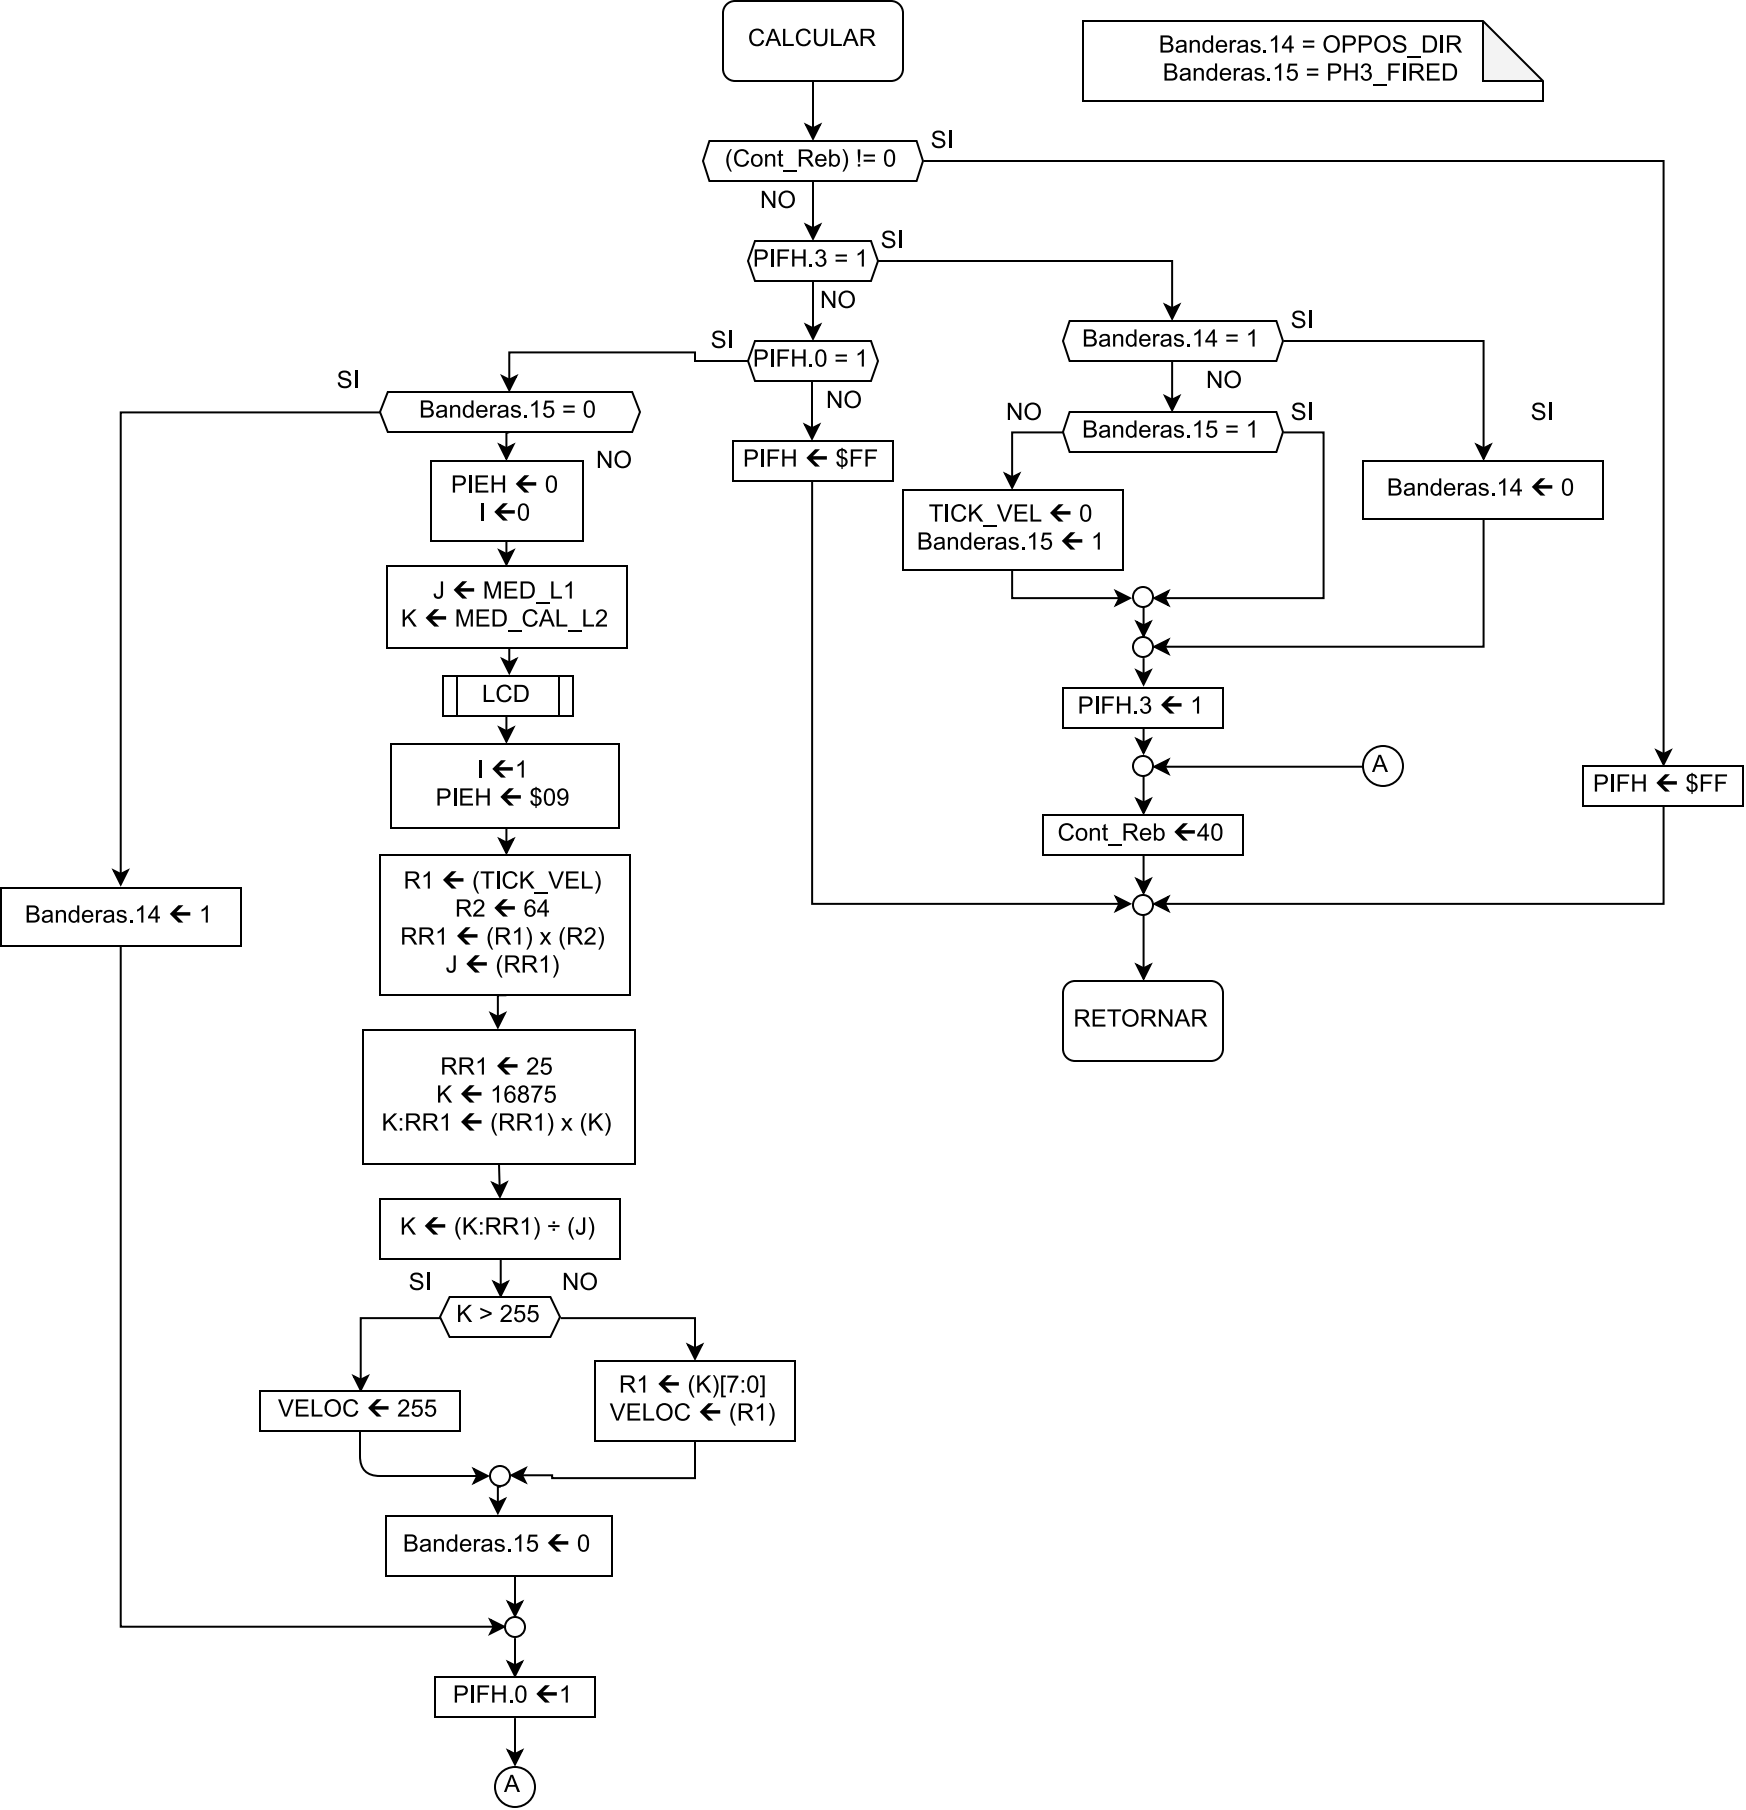 CALCULAR
Banderas.14 = OPPOS_DIR
Banderas.15 = PH3_FIRED
(Cont_Reb) != 0
SI
NO
PIFH.3 = 1
SI
NO
PIFH.0 = 1
SI
NO
Banderas.14 = 1
SI
NO
Banderas.15 = 0
SI
NO
Banderas.15 = 1
NO
SI
SI
PIFH ← $FF
PIEH ← 0
I ←0
TICK_VEL ← 0
Banderas.15 ← 1
Banderas.14 ← 0
J ← MED_L1
K ← MED_CAL_L2
LCD
PIFH.3 ← 1
I ←1
PIEH ← $09
A
PIFH ← $FF
Cont_Reb ←40
R1 ← (TICK_VEL)
R2 ← 64
RR1 ← (R1) x (R2)
J ← (RR1)
Banderas.14 ← 1
RETORNAR
RR1 ← 25
K ← 16875
K:RR1 ← (RR1) x (K)
K ← (K:RR1) ÷ (J)
SI
NO
K > 255
VELOC ← 255
R1 ← (K)[7:0]
VELOC ← (R1)
Banderas.15 ← 0
PIFH.0 ←1
A